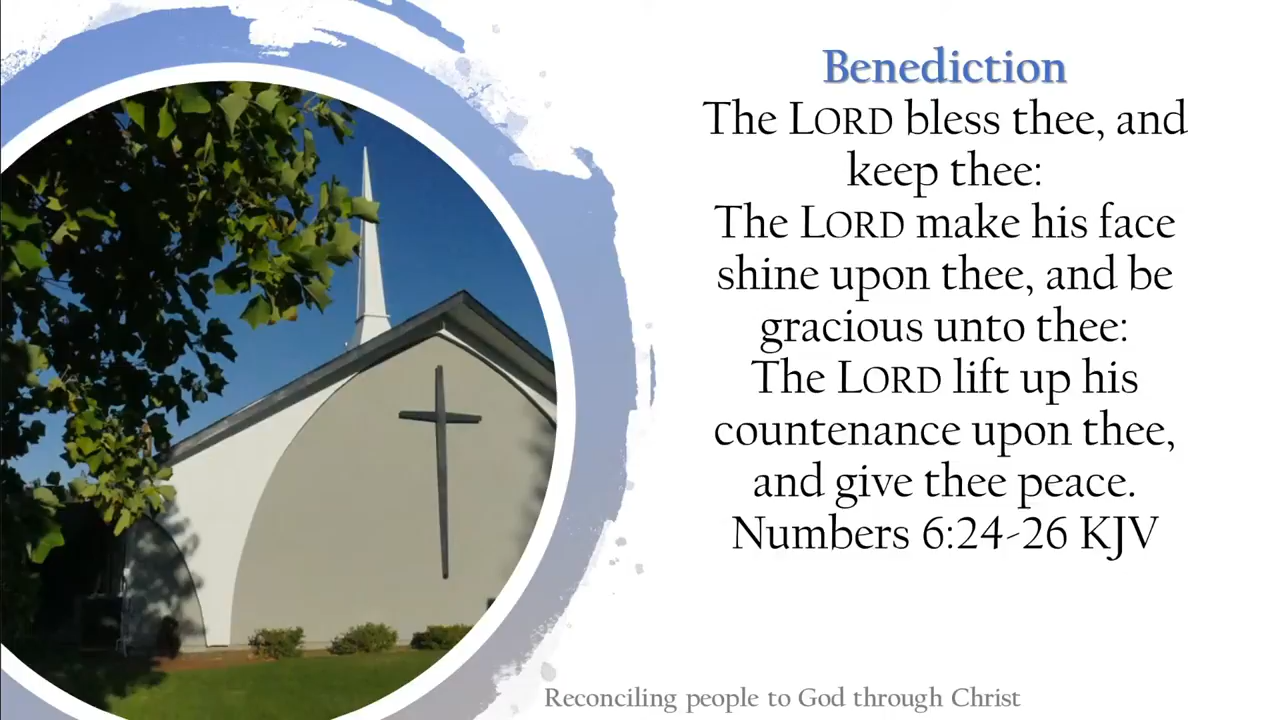 Benediction
The LORD bless thee, and
keep thee:
The LORD make his face
shine upon thee, and be
gracious unto thee:
The LORD lift up his
countenance upon thee,
and give thee peace.
Numbers 6:24-26 KJV
Reconciling people to God through Christ